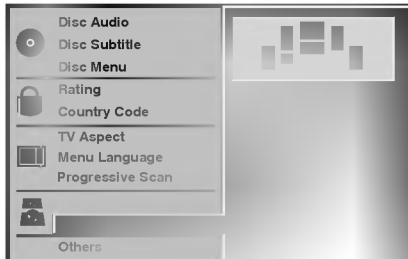 Disc Audio
Disc Subtitle
Disc Menu
Rating
Country Code
TV Aspect
Menu Language
Progressive Scan
Others